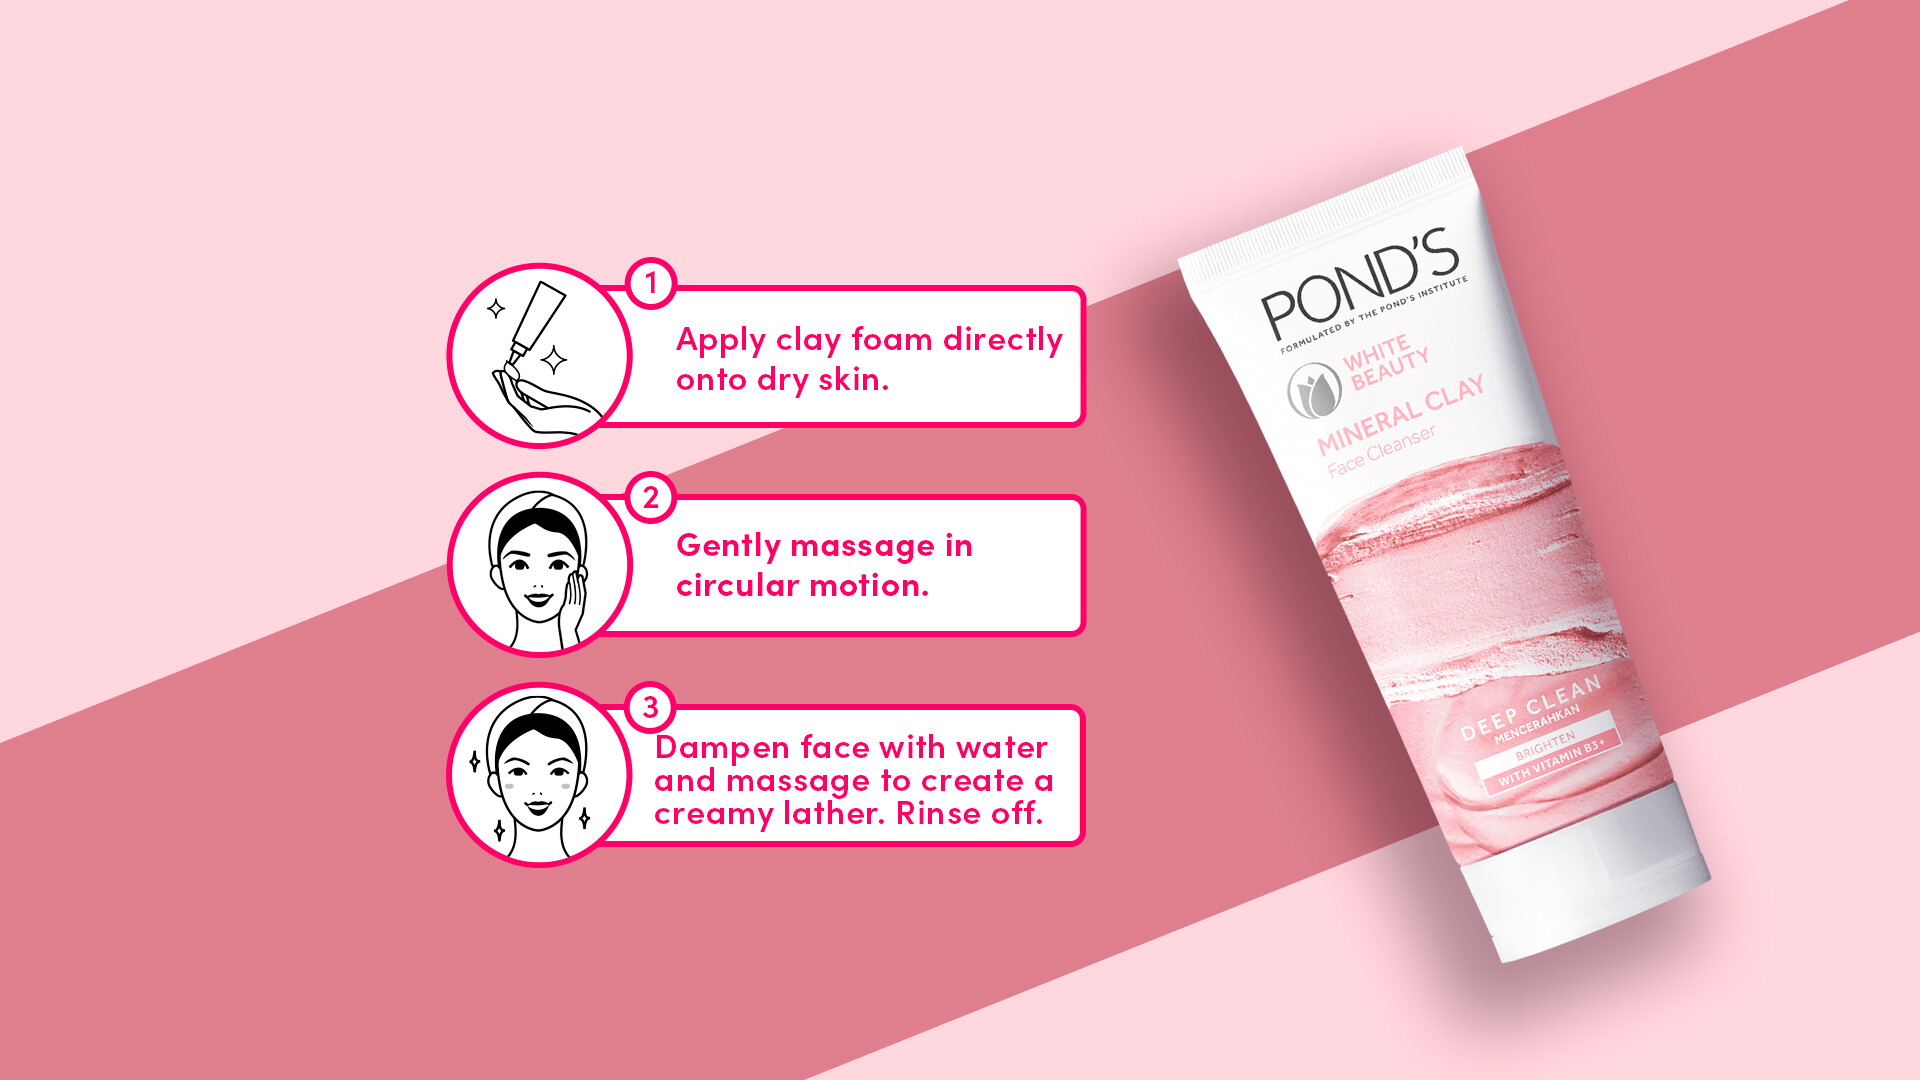 1
Apply clay foam directly
onto dry skin.
2
Gently massage in
circular motion.
3
Dampen face with water
and massage to create a
creamy lather. Rinse off.
POND'S
FORMULATED BY THE POND'S INSTITUTE
WHITE
BEAUTY
MINERAL CLAY
Face Cleanser
DEEP CLEAN
MENCERAHKAN
BRIGHTEN
WITH VITAMIN B3+